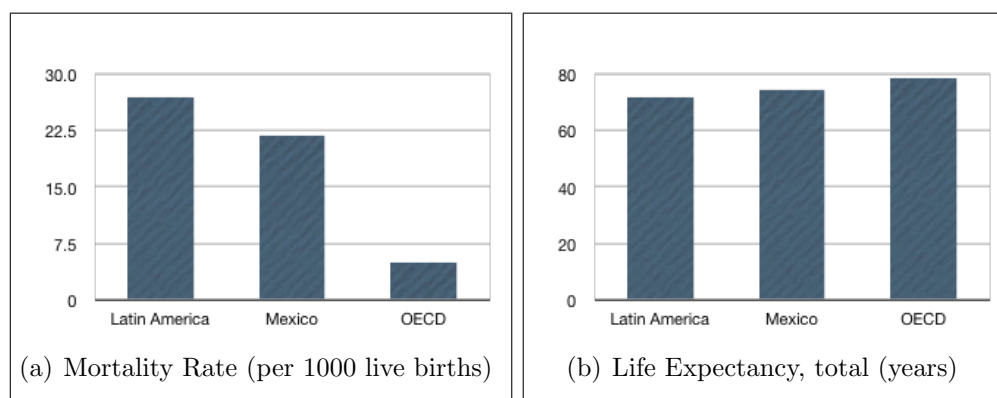 30.0
22.5
15.0
7.5
0
Latin America Mexico OECD
(a) Mortality Rate (per 1000 live births)
80
60
40
20
0
Latin America Mexico OECD
(b) Life Expectancy, total (years)